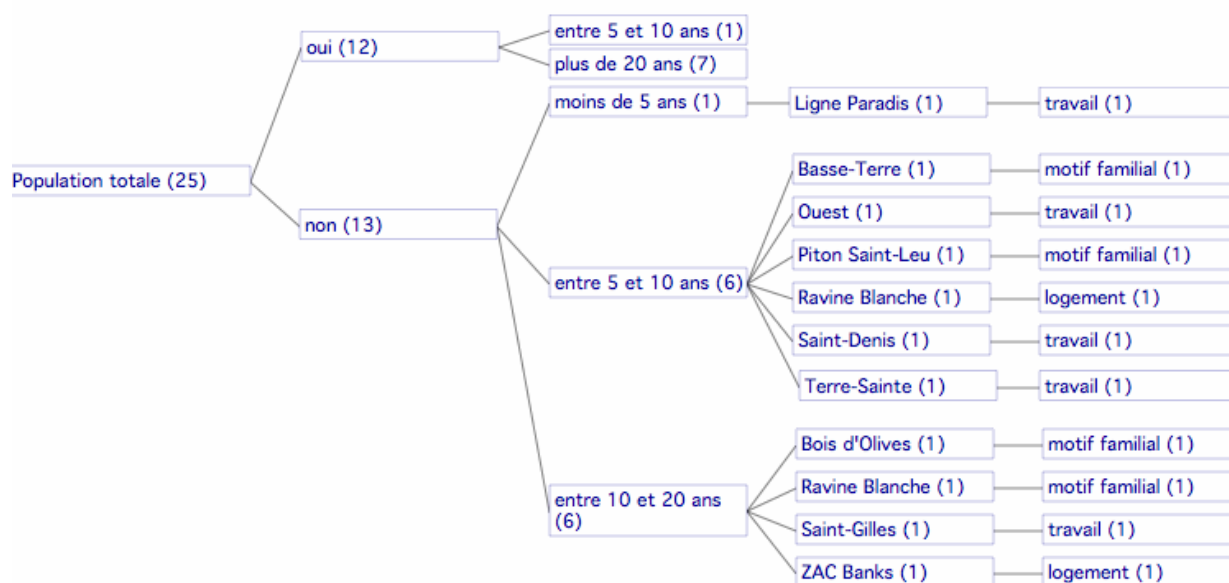 entre 5 et 10 ans (1)
oui (12)
plus de 20 ans (7)
moins de 5 ans (1)
Ligne Paradis (1)
travail (1)
Population totale (25)
Basse-Terre (1)
motif familial (1)
non (13)
Ouest (1)
travail (1)
Piton Saint-Leu (1)
motif familial (1)
entre 5 et 10 ans (6)
Ravine Blanche (1)
logement (1)
Saint-Denis (1)
travail (1)
Terre-Sainte (1)
travail (1)
Bois d'Olives (1)
motif familial (1)
entre 10 et 20 ans
(6)
Ravine Blanche (1)
motif familial (1)
Saint-Gilles (1)
travail (1)
ZAC Banks (1)
logement (1)